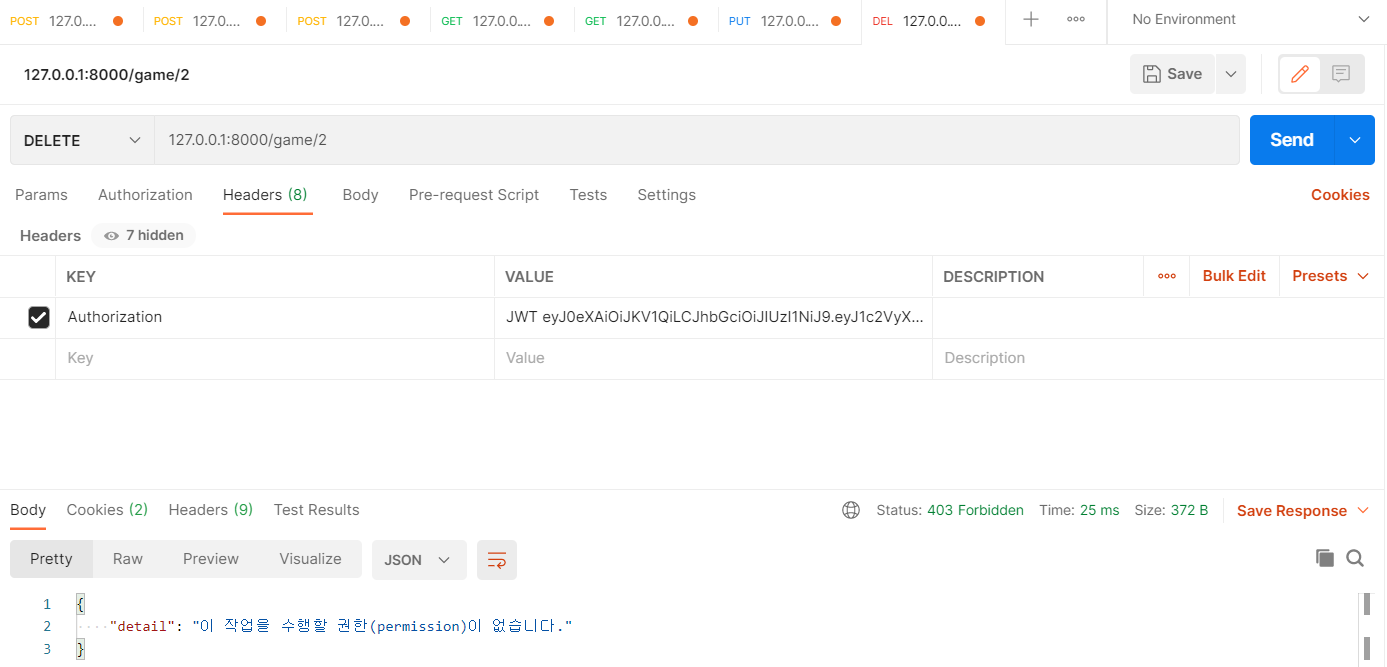 POST 127.0.... POST 127.0.... POST 127.0.... GET 127.0.0.... GET 127.0.0.... PUT 127.0.0.... DEL 127.0.0.... No Environment
127.0.0.1:8000/game/2 Save
DELETE 127.0.0.1:8000/game/2 Send
Params Authorization Headers (8) Body Pre-request Script Tests Settings Cookies
Headers 7 hidden
KEY VALUE DESCRIPTION Bulk Edit Presets
Authorization JWT eyJ0eXAiOiJKV1QiLCJhbGciOiJIUzI1NiJ9.eyJ1c2VyX...
Key Value Description
Body Cookies (2) Headers (9) Test Results Status: 403 Forbidden Time: 25 ms Size: 372 B Save Response
Pretty Raw Preview Visualize JSON
1 {
2 "detail": "이 작업을 수행할 권한(permission)이 없습니다."
3 }